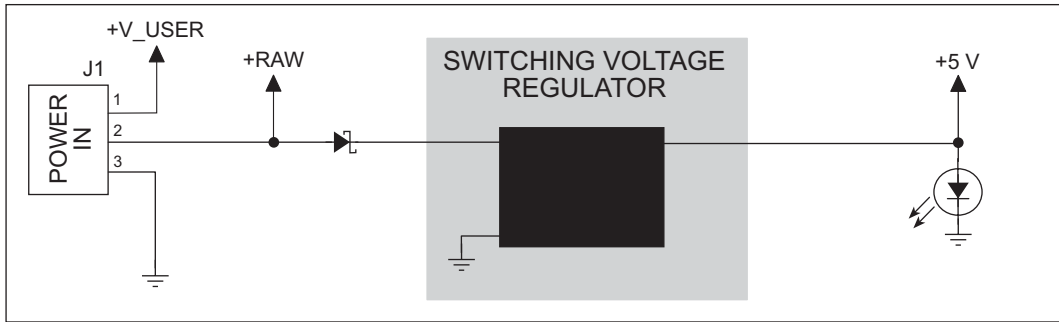 +V_USER
J1
+RAW
SWITCHING VOLTAGE
REGULATOR
+5 V
POWER
IN
1
2
3